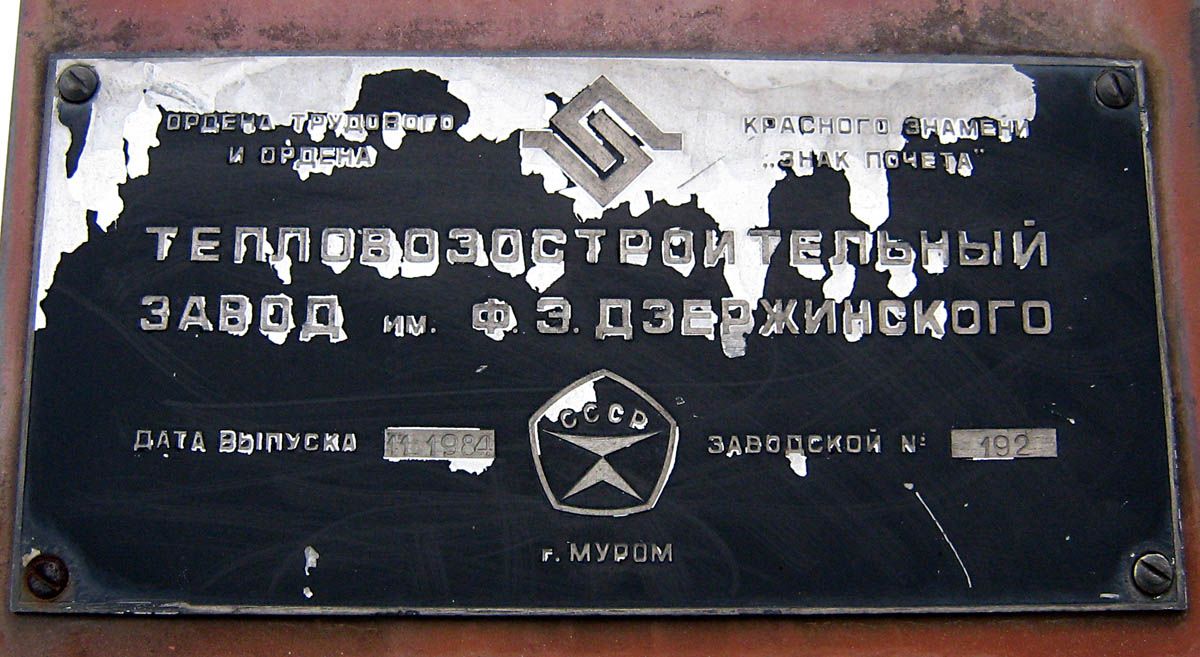 ОРДЕНА ТРУДОВОГО КРАСНОГО ЗНАМЕНИ
И ОРДЕНА „ЗНАК ПОЧЕТА"
ТЕПЛОВОЗОСТРОИТЕЛЬНЫЙ
ЗАВОД им. Ф. Э. ДЗЕРЖИНСКОГО
СССР
ДАТА ВЫПУСКА 11 1984 ЗАВОДСКОЙ № 192
г. МУРОМ